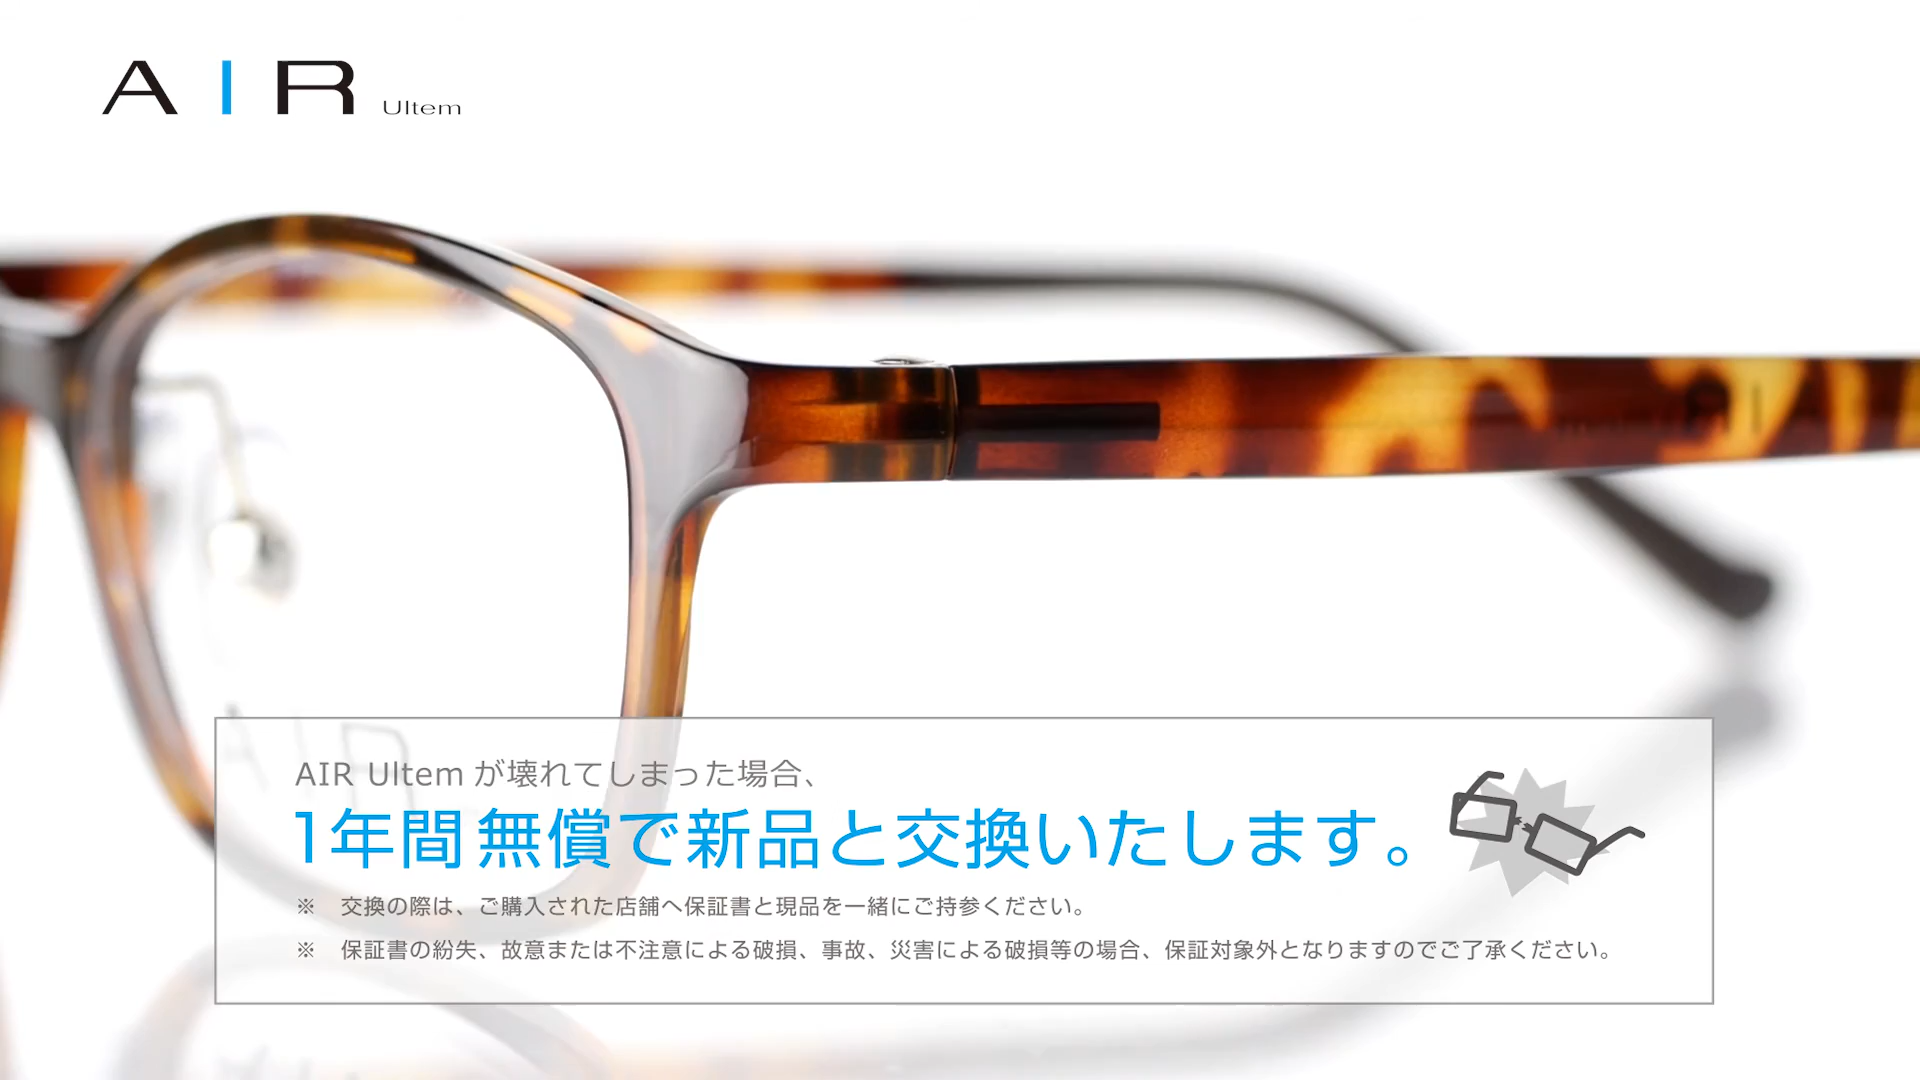 AIR Ultem
AIR Ultem が壊れてしまった場合、
1年間無償で新品と交換いたします。
※ 交換の際は、ご購入された店舗へ保証書と現品を一緒にご持参ください。
※ 保証書の紛失、故意または不注意による破損、事故、災害による破損等の場合、保証対象外となりますのでご了承ください。
AIR